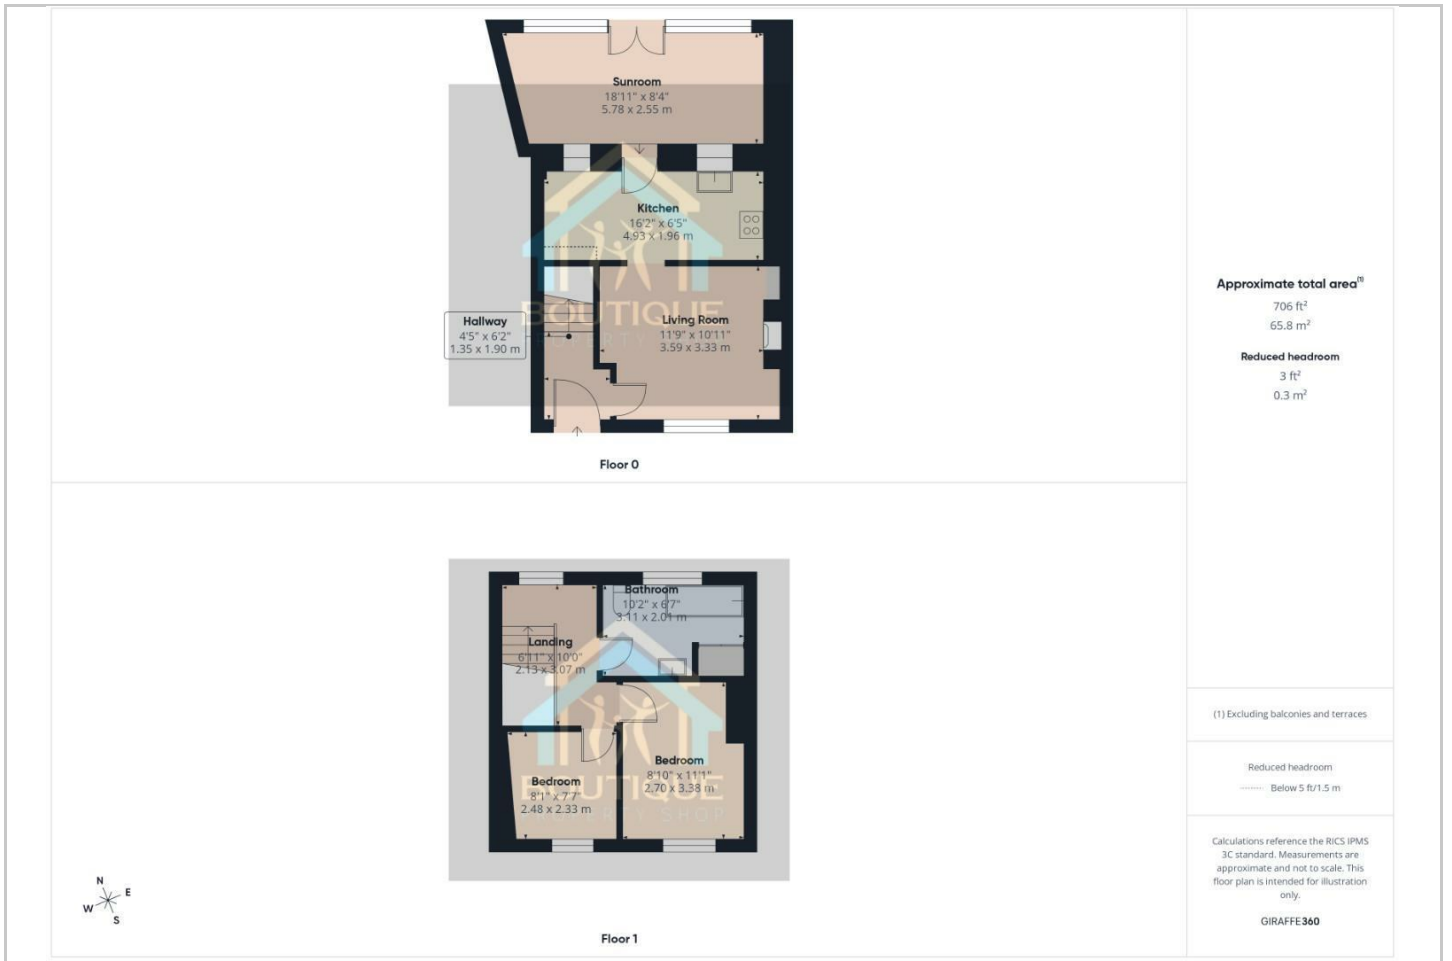 Sunroom
18'11" x 8'4"
5.78 x 2.55 m
Kitchen
16'2" x 6'5"
4.93 x 1.96 m
Hallway
4'5" x 6'2"
1.35 x 1.90 m
Living Room
11'9" x 10'11"
3.59 x 3.33 m
BOUTIQUE
PROPERTY
Floor 0
Approximate total area(1)
706 ft²
65.8 m²
Reduced headroom
3 ft²
0.3 m²
Bathroom
10'2" x 6'7"
3.11 x 2.01 m
Landing
6'11" x 10'0"
2.13 x 3.07 m
Bedroom
8'10" x 11'1"
2.70 x 3.38 m
Bedroom
8'1" x 7'7"
2.48 x 2.33 m
BOUTIQUE
PROPERTY SHOP
N
E
W
S
Floor 1
(1) Excluding balconies and terraces
Reduced headroom
Below 5 ft/1.5 m
Calculations reference the RICS IPMS
3C standard. Measurements are
approximate and not to scale. This
floor plan is intended for illustration
only.
GIRAFFE360